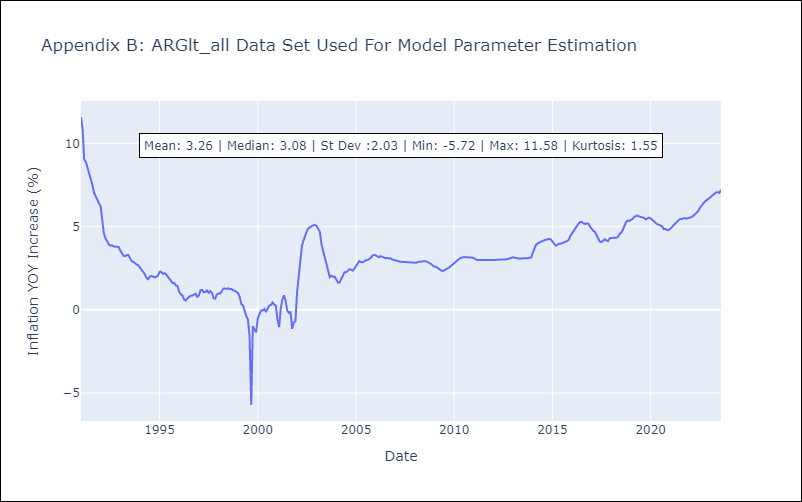 Appendix B: ARGlt_all Data Set Used For Model Parameter Estimation
Mean: 3.26 | Median: 3.08 | St Dev :2.03 | Min: -5.72 | Max: 11.58 | Kurtosis: 1.55
Inflation YOY Increase (%)
10
5
0
−5
1995
2000
2005
2010
2015
2020
Date